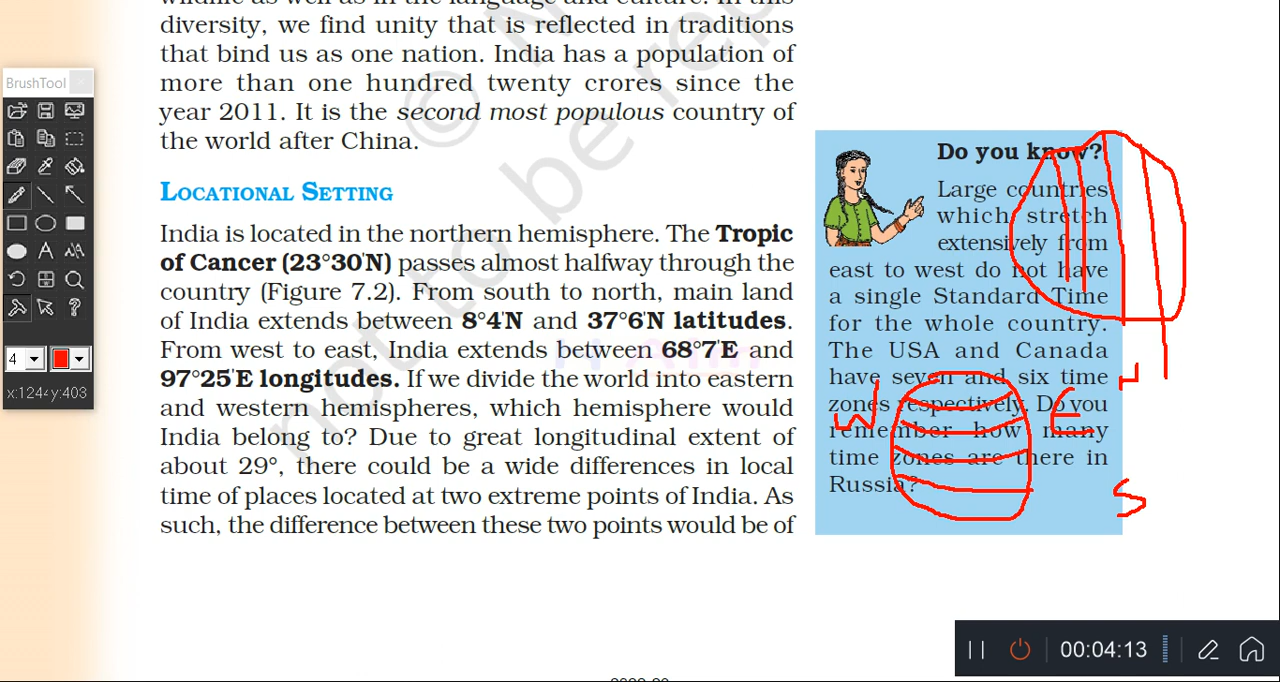 wildlife as well as in the language and culture. In this
diversity, we find unity that is reflected in traditions
that bind us as one nation. India has a population of
more than one hundred twenty crores since the
year 2011. It is the second most populous country of
the world after China.
LOCATIONAL SETTING
India is located in the northern hemisphere. The Tropic
of Cancer (23°30'N) passes almost halfway through the
country (Figure 7.2). From south to north, main land
of India extends between 8°4'N and 37°6'N latitudes.
From west to east, India extends between 68°7'E and
97°25'E longitudes. If we divide the world into eastern
and western hemispheres, which hemisphere would
India belong to? Due to great longitudinal extent of
about 29°, there could be a wide differences in local
time of places located at two extreme points of India. As
such, the difference between these two points would be of
Do you know?
Large countries
which stretch
extensively from
east to west do not have
a single Standard Time
for the whole country.
The USA and Canada
have seven and six time
zones respectively. Do you
remember how many
time zones are there in
Russia?
W
E
S
© N
not to be rep
BrushTool
4
x:124 y:403
00:04:13